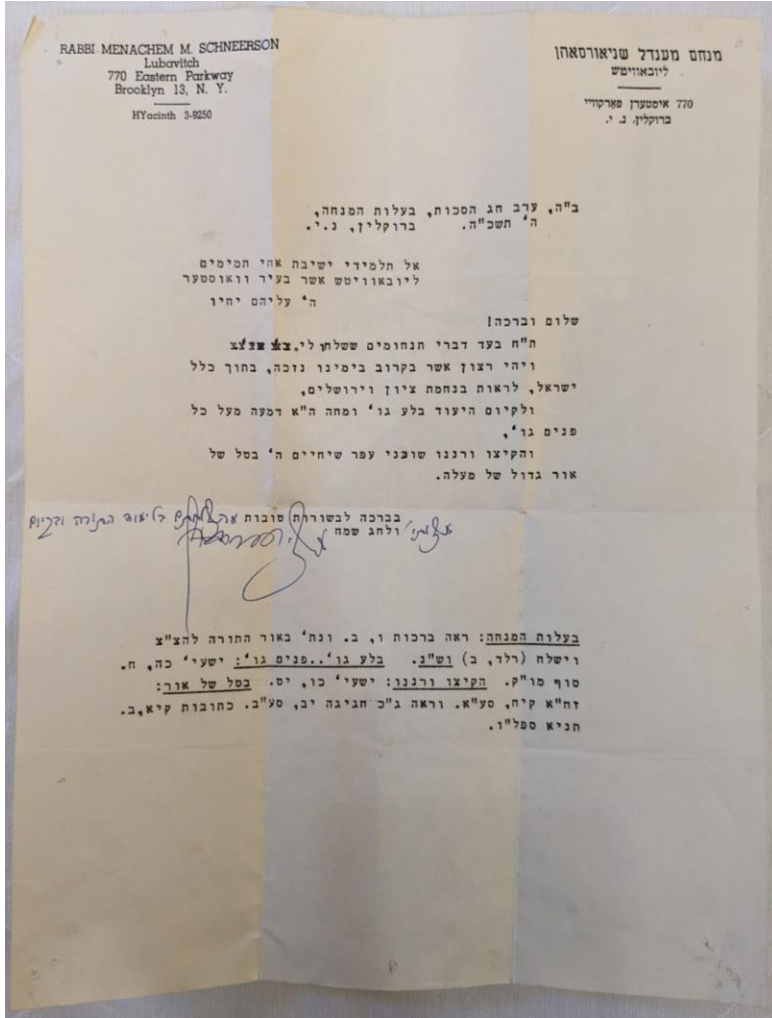 RABBI MENACHEM M. SCHNEERSON
Lubavitch
770 Eastern Parkway
Brooklyn 13, N. Y.
HYacinth 3-9250
מנחם מענדל שניאורסאהן
ליובאוויטש
770 איסטערן פארקוויי
ברוקלין, נ. י.
ב"ה, ערב חג הסכות, בעלות המנחה,
ה' תשכ"ה. ברוקלין, נ.י.
אל תלמידי ישיבת אחי תמימים
ליובאוויטש אשר בעיר וואוסטער
ה' עליהם יחיו
שלום וברכה!
ת"ח בעד דברי תנחומים ששלחו לי.
ויהי רצון אשר בקרוב בימינו נזכה, בתוך כלל
ישראל, לראות בנחמת ציון וירושלים,
ולקיום היעוד בלע גו' ומחה ה"א דמעה מעל כל
פנים גו',
והקיצו ורננו שוכני עפר שיחיים ה' בטל של
אור גדול של מעלה.
בברכה לבשורות טובות בלימוד התורה ובקיום
ולחג שמח
בעלות המנחה: ראה ברכות ו, ב. ונת' באור התורה להצ"צ
וישלח (רלד, ב) וש"נ. בלע גו'..פנים גו': ישעי' כה, ח.
סוף מו"ק. הקיצו ורננו: ישעי' כו, יט. בטל של אור:
זח"א קיח, סע"א. וראה ג"כ חגיגה יב, סע"ב. כתובות קיא,ב.
תניא ספל"ו.